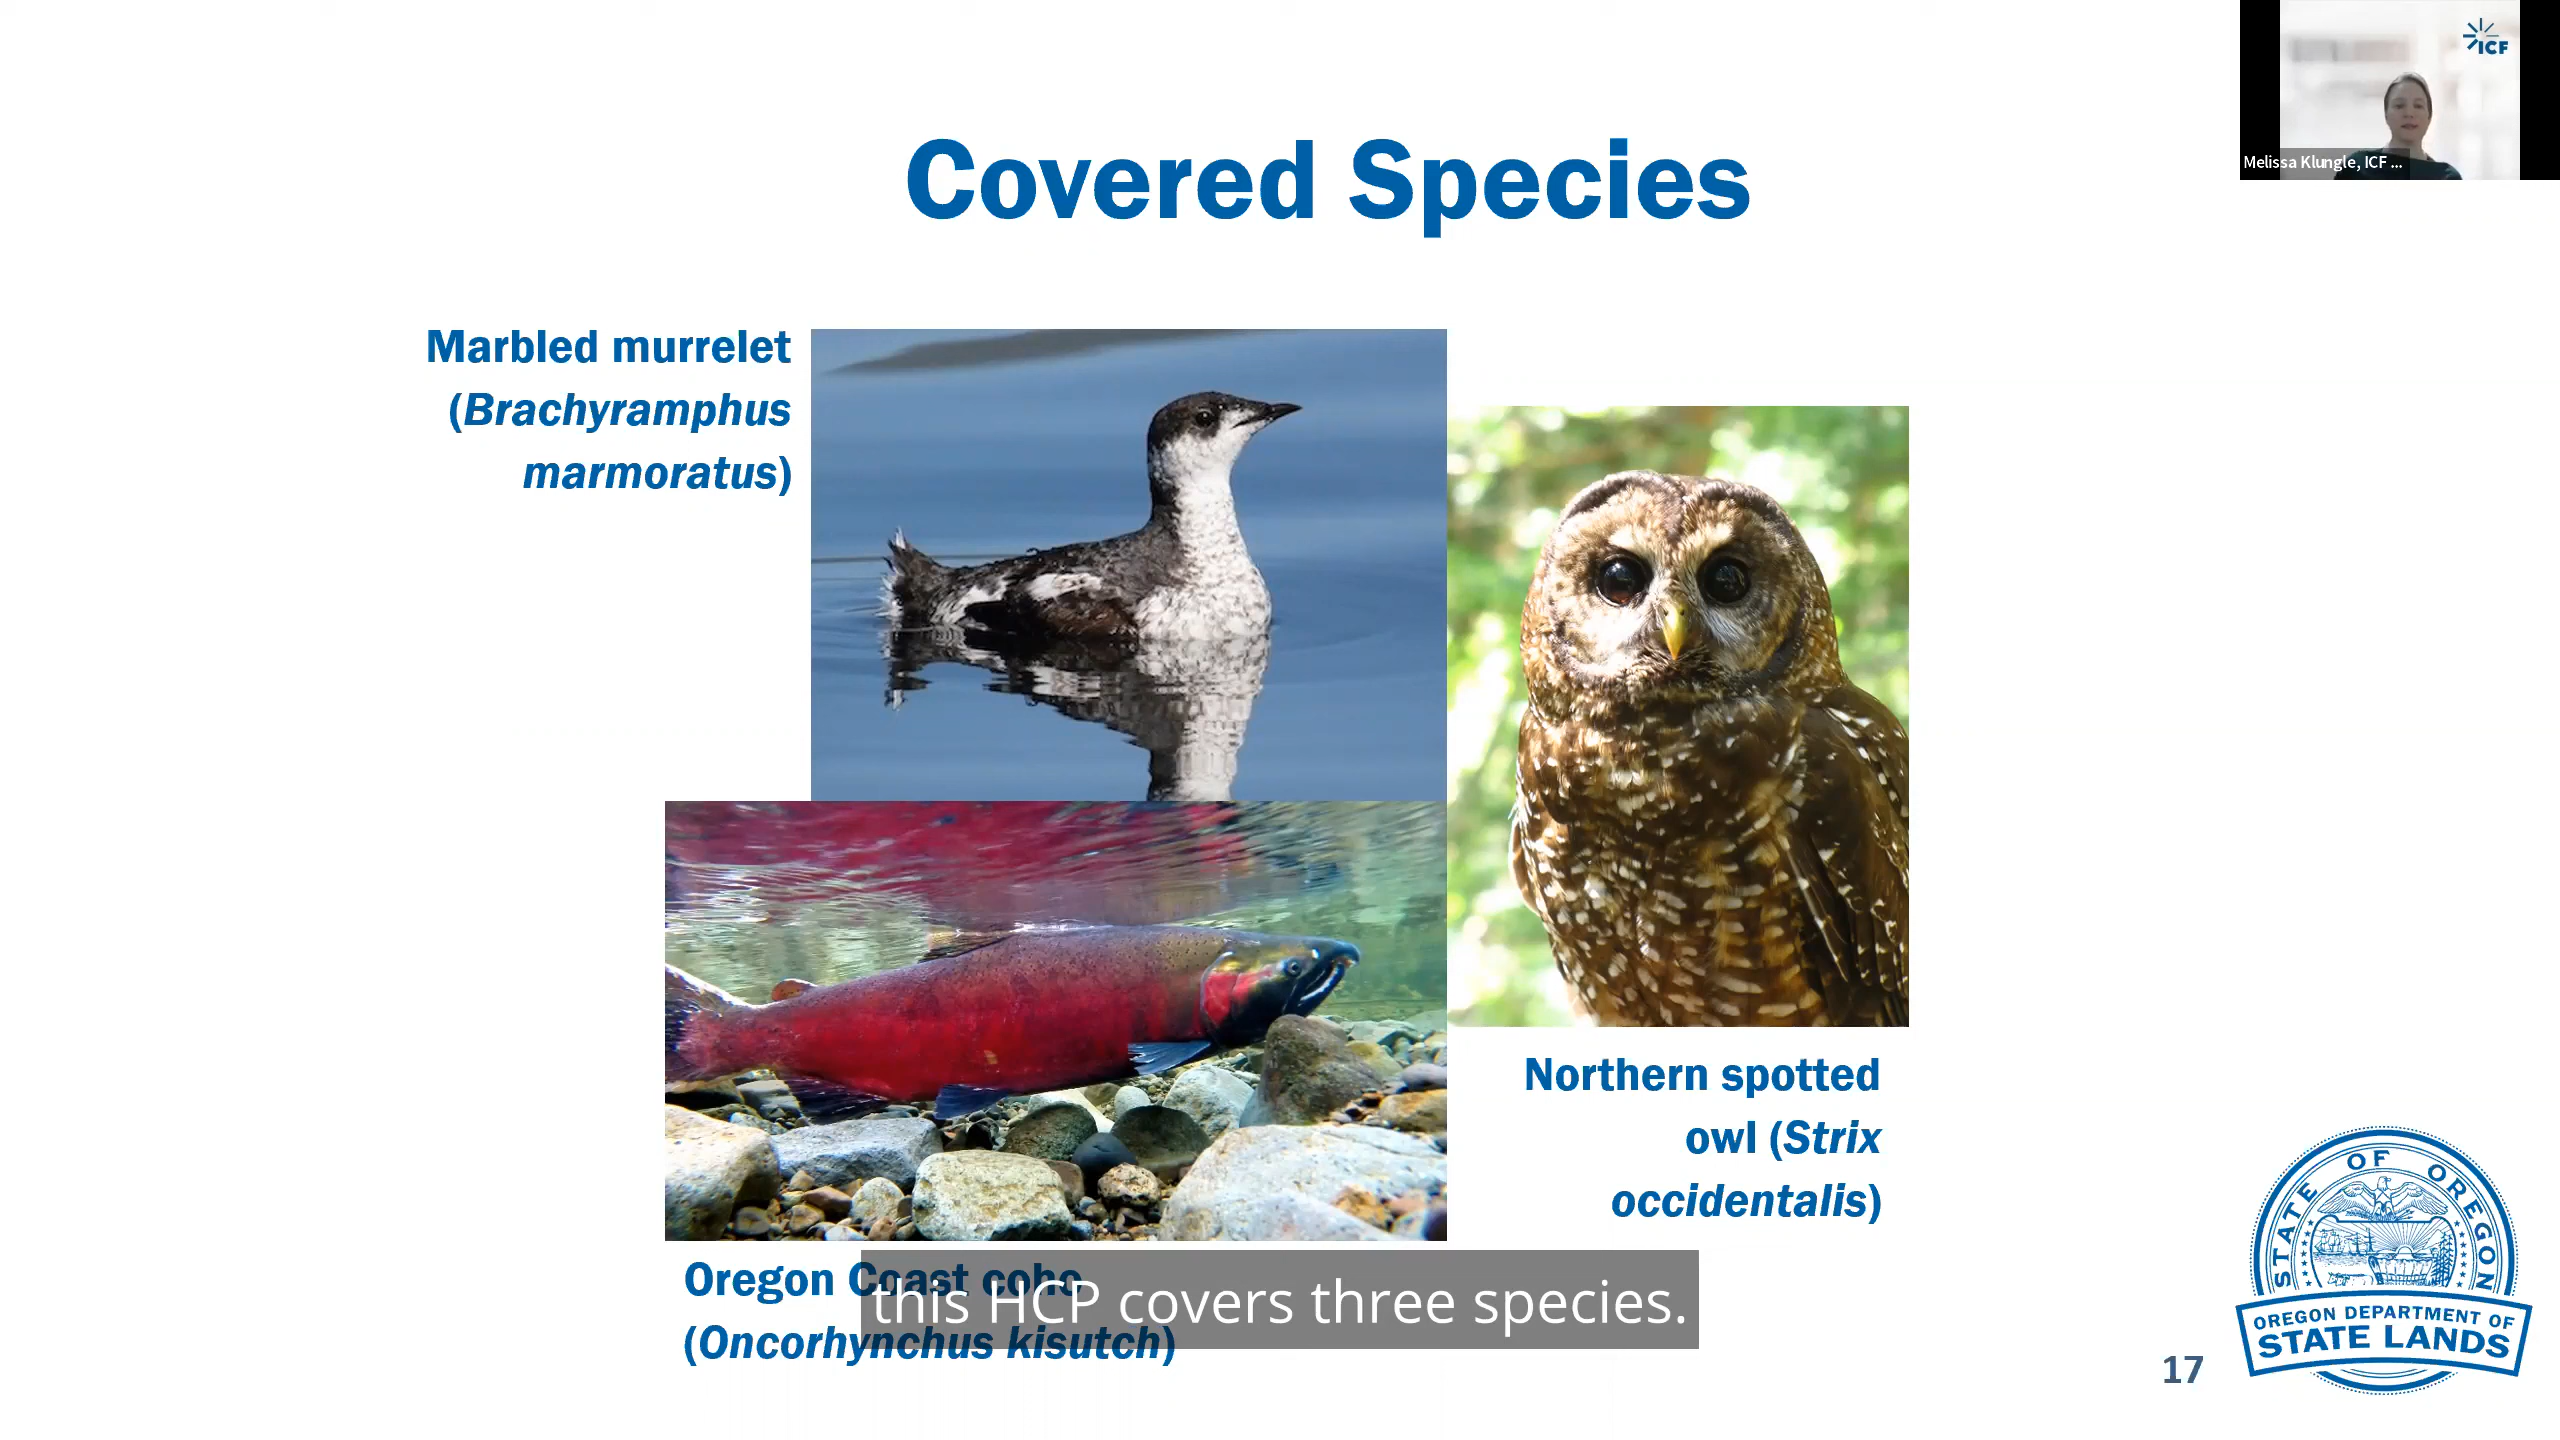 ICF
Melissa Klungle, ICF ...
Covered Species
Marbled murrelet
(Brachyramphus
marmoratus)
Northern spotted
owl (Strix
occidentalis)
Oregon Coast coho
(Oncorhynchus kisutch)
this HCP covers three species.
STATE OF OREGON
OREGON DEPARTMENT OF
STATE LANDS
17